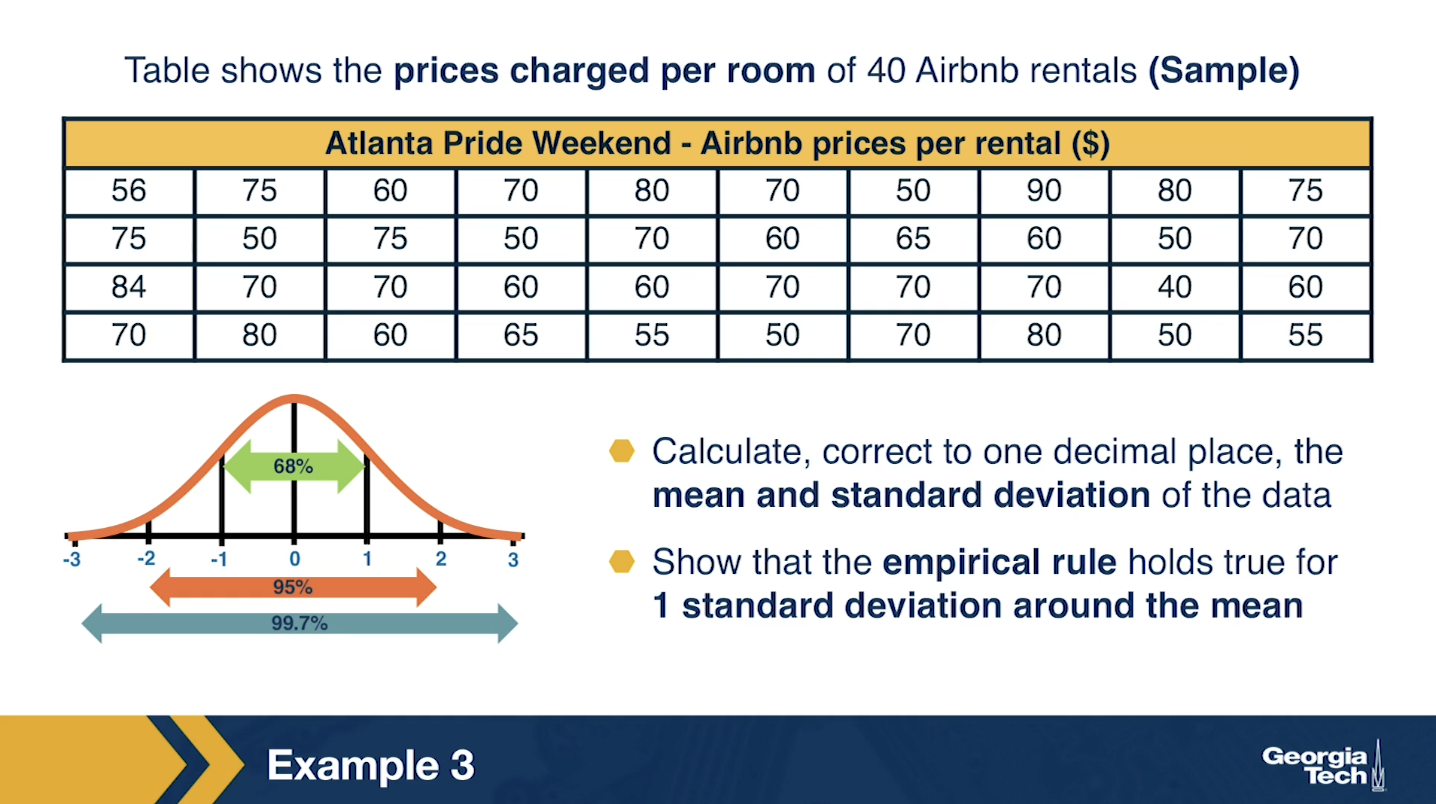 Table shows the prices charged per room of 40 Airbnb rentals (Sample)
Atlanta Pride Weekend - Airbnb prices per rental ($)
56 75 60 70 80 70 50 90 80 75
75 50 75 50 70 60 65 60 50 70
84 70 70 60 60 70 70 70 40 60
70 80 60 65 55 50 70 80 50 55
68%
-3 -2 -1 0 1 2 3
95%
99.7%
Calculate, correct to one decimal place, the
mean and standard deviation of the data
Show that the empirical rule holds true for
1 standard deviation around the mean
Example 3
Georgia
Tech